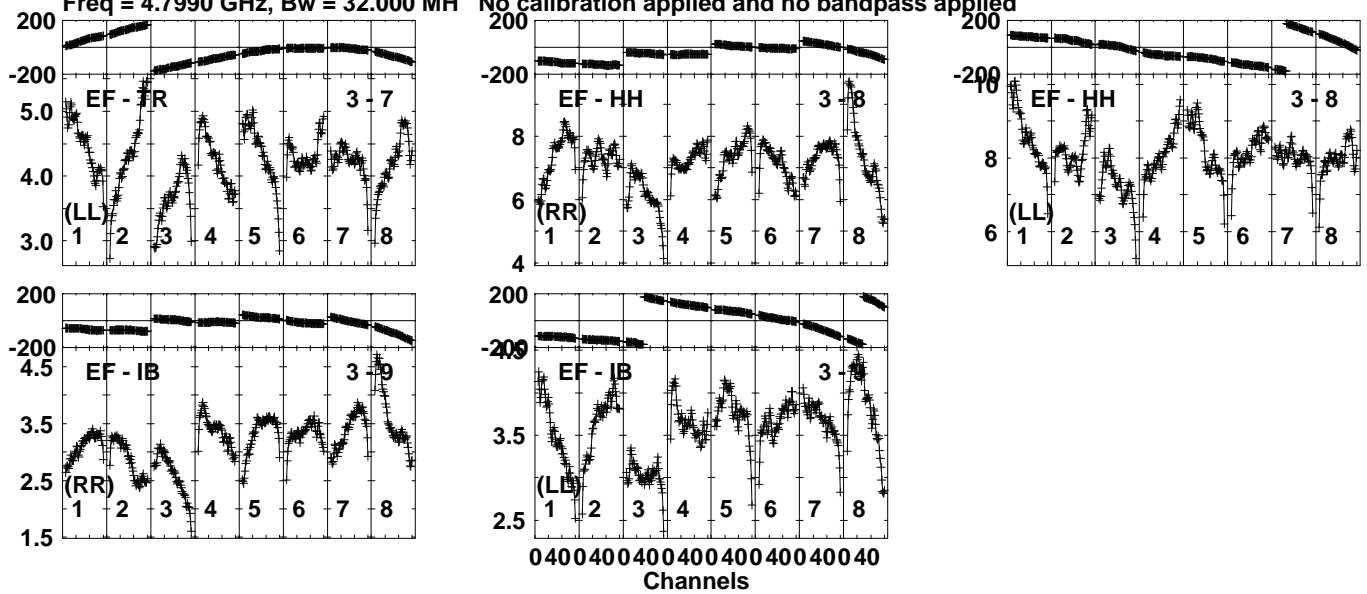 Freq = 4.7990 GHz, Bw = 32.000 MH No calibration applied and no bandpass applied
200
-200
EF - TR 3 - 7
5.0
4.0
3.0
(LL)
1 2 3 4 5 6 7 8
200
-200
EF - HH 3 - 8
8
6
4
(RR)
1 2 3 4 5 6 7 8
200
-200
10
EF - HH 3 - 8
8
6
(LL)
1 2 3 4 5 6 7 8
200
-200
4.5
EF - IB 3 - 9
3.5
2.5
1.5
(RR)
1 2 3 4 5 6 7 8
200
-200
4.5
EF - IB 3 - 9
3.5
2.5
(LL)
1 2 3 4 5 6 7 8
0 40 0 40 0 40 0 40 0 40 0 40 0 40 0 40
Channels